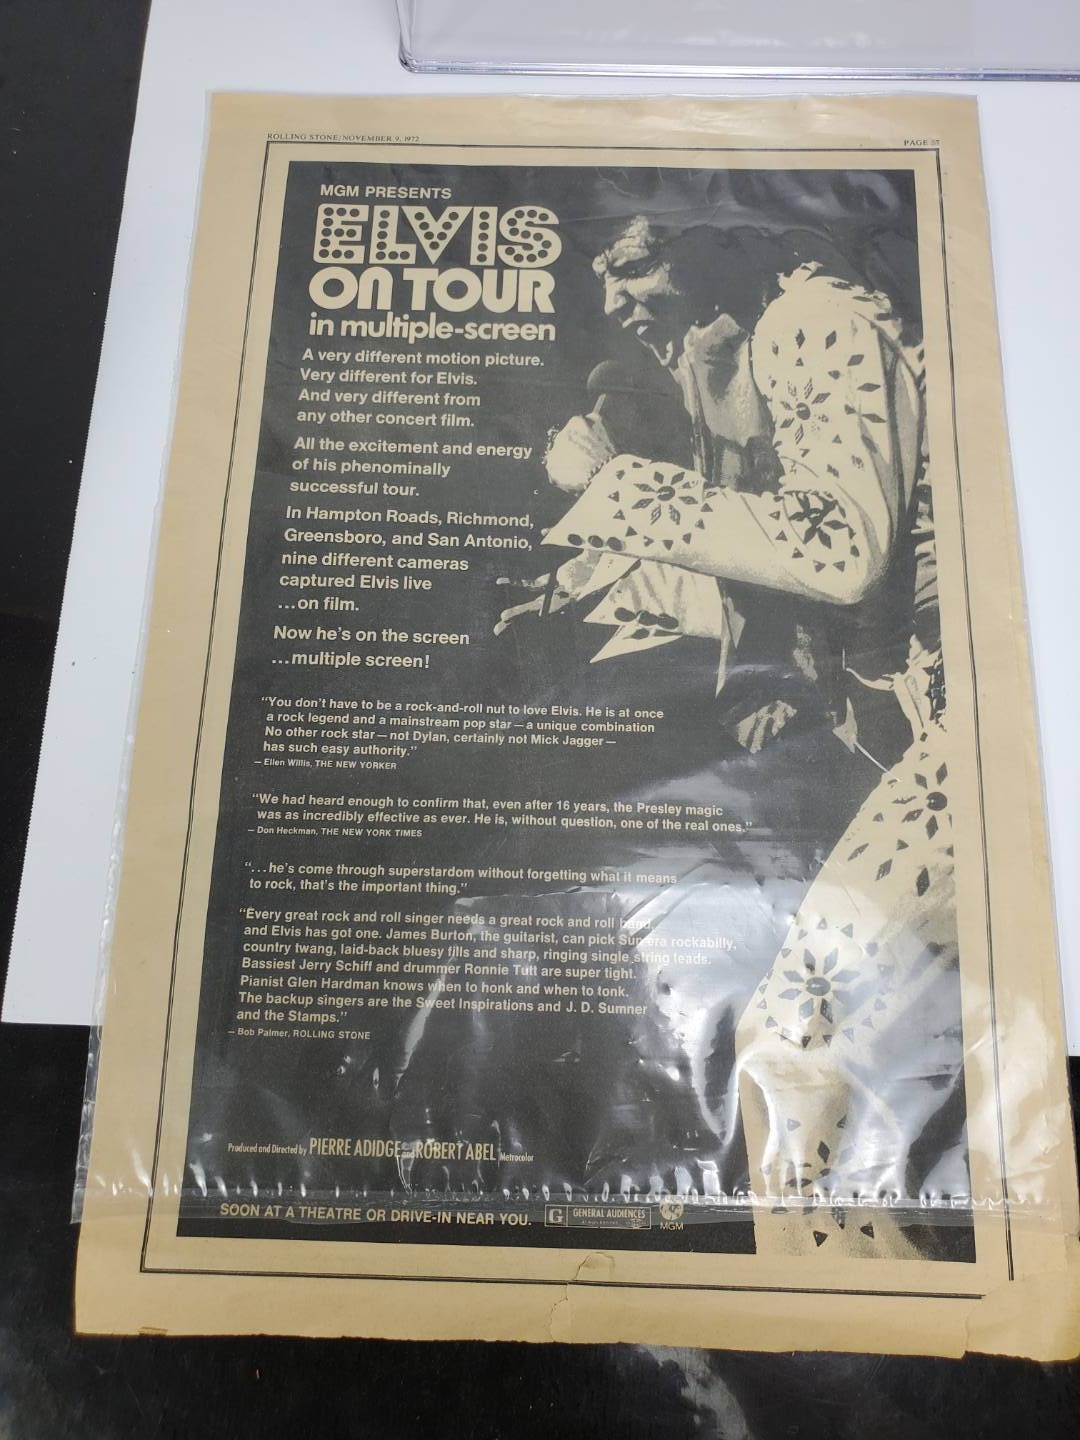 ROLLING STONE/NOVEMBER 9, 1972
PAGE 37
MGM PRESENTS
ELVIS
ON TOUR
in multiple-screen
A very different motion picture.
Very different for Elvis.
And very different from
any other concert film.
All the excitement and energy
of his phenominally
successful tour.
In Hampton Roads, Richmond,
Greensboro, and San Antonio,
nine different cameras
captured Elvis live
...on film.
Now he's on the screen
...multiple screen!
"You don't have to be a rock-and-roll nut to love Elvis. He is at once
a rock legend and a mainstream pop star—a unique combination
No other rock star—not Dylan, certainly not Mick Jagger—
has such easy authority."
— Ellen Willis, THE NEW YORKER
"We had heard enough to confirm that, even after 16 years, the Presley magic
was as incredibly effective as ever. He is, without question, one of the real ones."
— Don Heckman, THE NEW YORK TIMES
"...he's come through superstardom without forgetting what it means
to rock, that's the important thing."
"Every great rock and roll singer needs a great rock and roll band,
and Elvis has got one. James Burton, the guitarist, can pick Sun-era rockabilly,
country twang, laid-back bluesy fills and sharp, ringing single string leads.
Bassiest Jerry Schiff and drummer Ronnie Tutt are super tight.
Pianist Glen Hardman knows when to honk and when to tonk.
The backup singers are the Sweet Inspirations and J. D. Sumner
and the Stamps."
— Bob Palmer, ROLLING STONE
Produced and Directed by PIERRE ADIDGE and ROBERT ABEL Metrocolor
SOON AT A THEATRE OR DRIVE-IN NEAR YOU. G GENERAL AUDIENCES
MGM